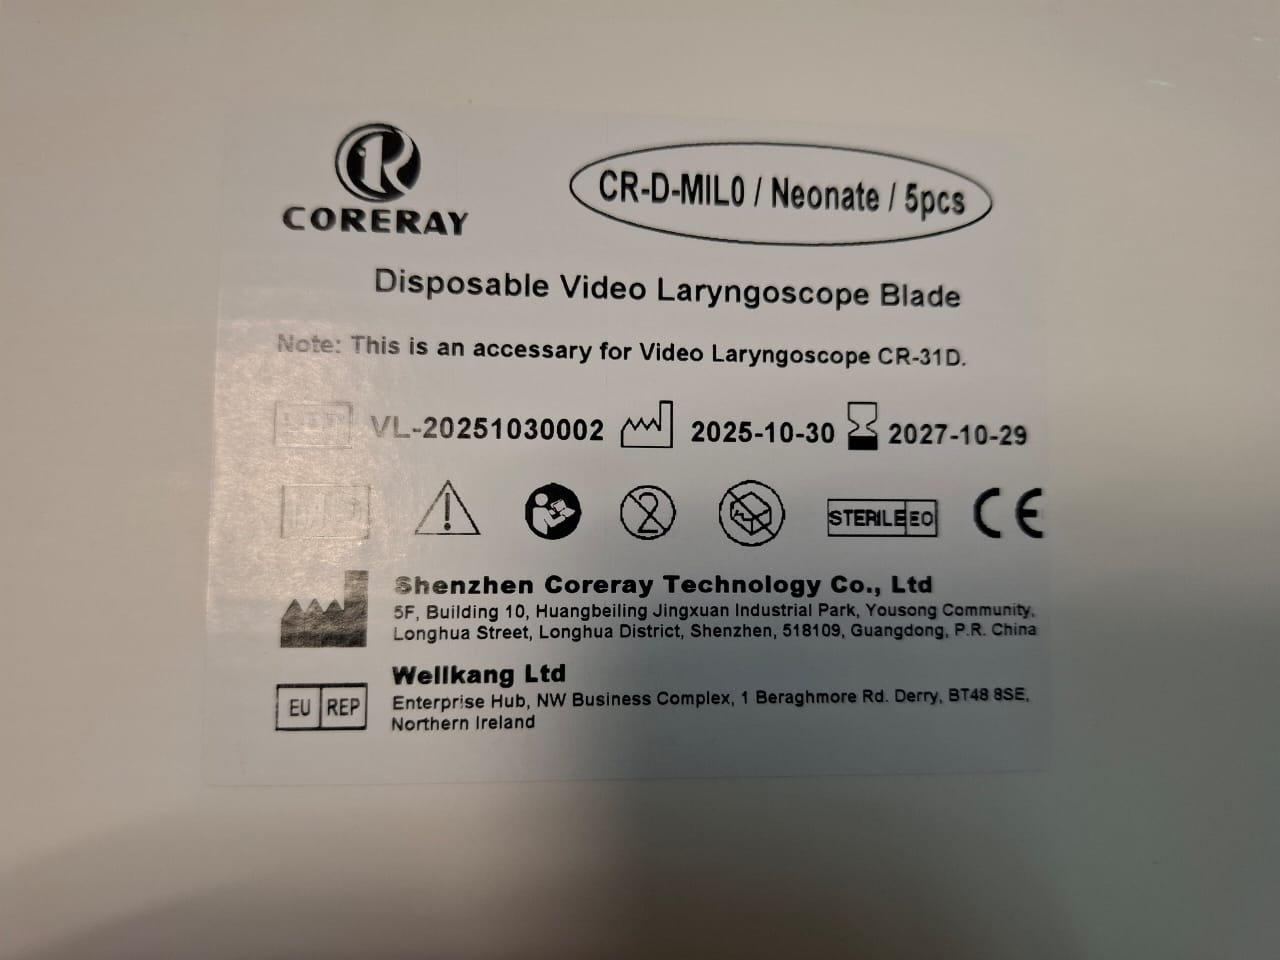 CORERAY
CR-D-MIL0 / Neonate / 5pcs
Disposable Video Laryngoscope Blade
Note: This is an accessary for Video Laryngoscope CR-31D.
LOT VL-20251030002 2025-10-30 2027-10-29
MD 2 STERILE EO CE
Shenzhen Coreray Technology Co., Ltd
5F, Building 10, Huangbeiling Jingxuan Industrial Park, Yousong Community,
Longhua Street, Longhua District, Shenzhen, 518109, Guangdong, P.R. China
Wellkang Ltd
EU REP Enterprise Hub, NW Business Complex, 1 Beraghmore Rd. Derry, BT48 8SE,
Northern Ireland